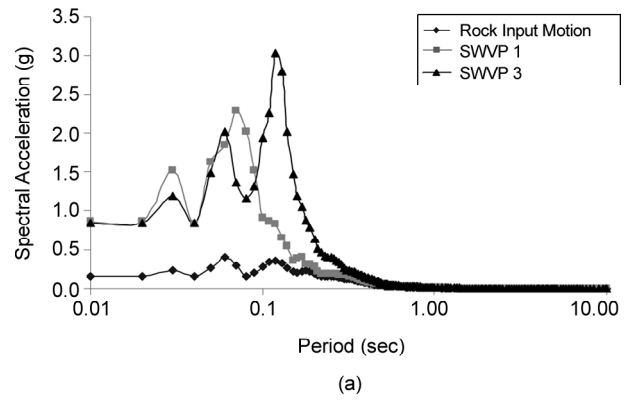 Rock Input Motion
SWVP 1
SWVP 3
Spectral Acceleration (g)
3.5
3.0
2.5
2.0
1.5
1.0
0.5
0.0
0.01
0.1
1.00
10.00
Period (sec)
(a)